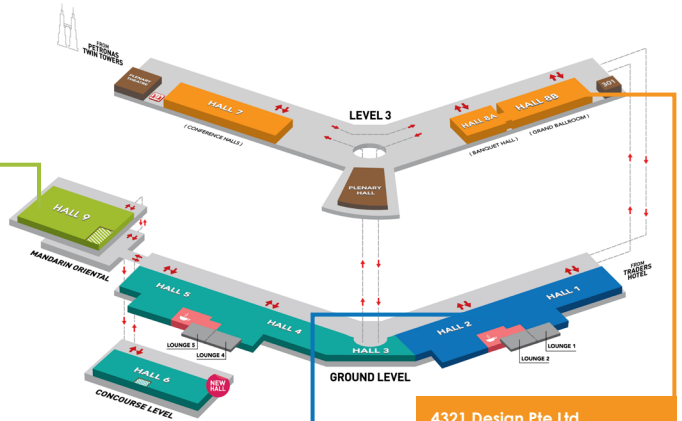 FROM
PETRONAS
TWIN TOWERS
PLENARY
THEATRE
HALL 7
( CONFERENCE HALLS )
LEVEL 3
HALL 8A
HALL 8B
( BANQUET HALL )
( GRAND BALLROOM )
301
PLENARY
HALL
HALL 9
MANDARIN ORIENTAL
FROM
TRADERS
HOTEL
HALL 5
HALL 4
HALL 3
HALL 2
HALL 1
LOUNGE 5
LOUNGE 4
LOUNGE 1
LOUNGE 2
GROUND LEVEL
HALL 6
NEW
HALL
CONCOURSE LEVEL
4321 Design Pte Ltd